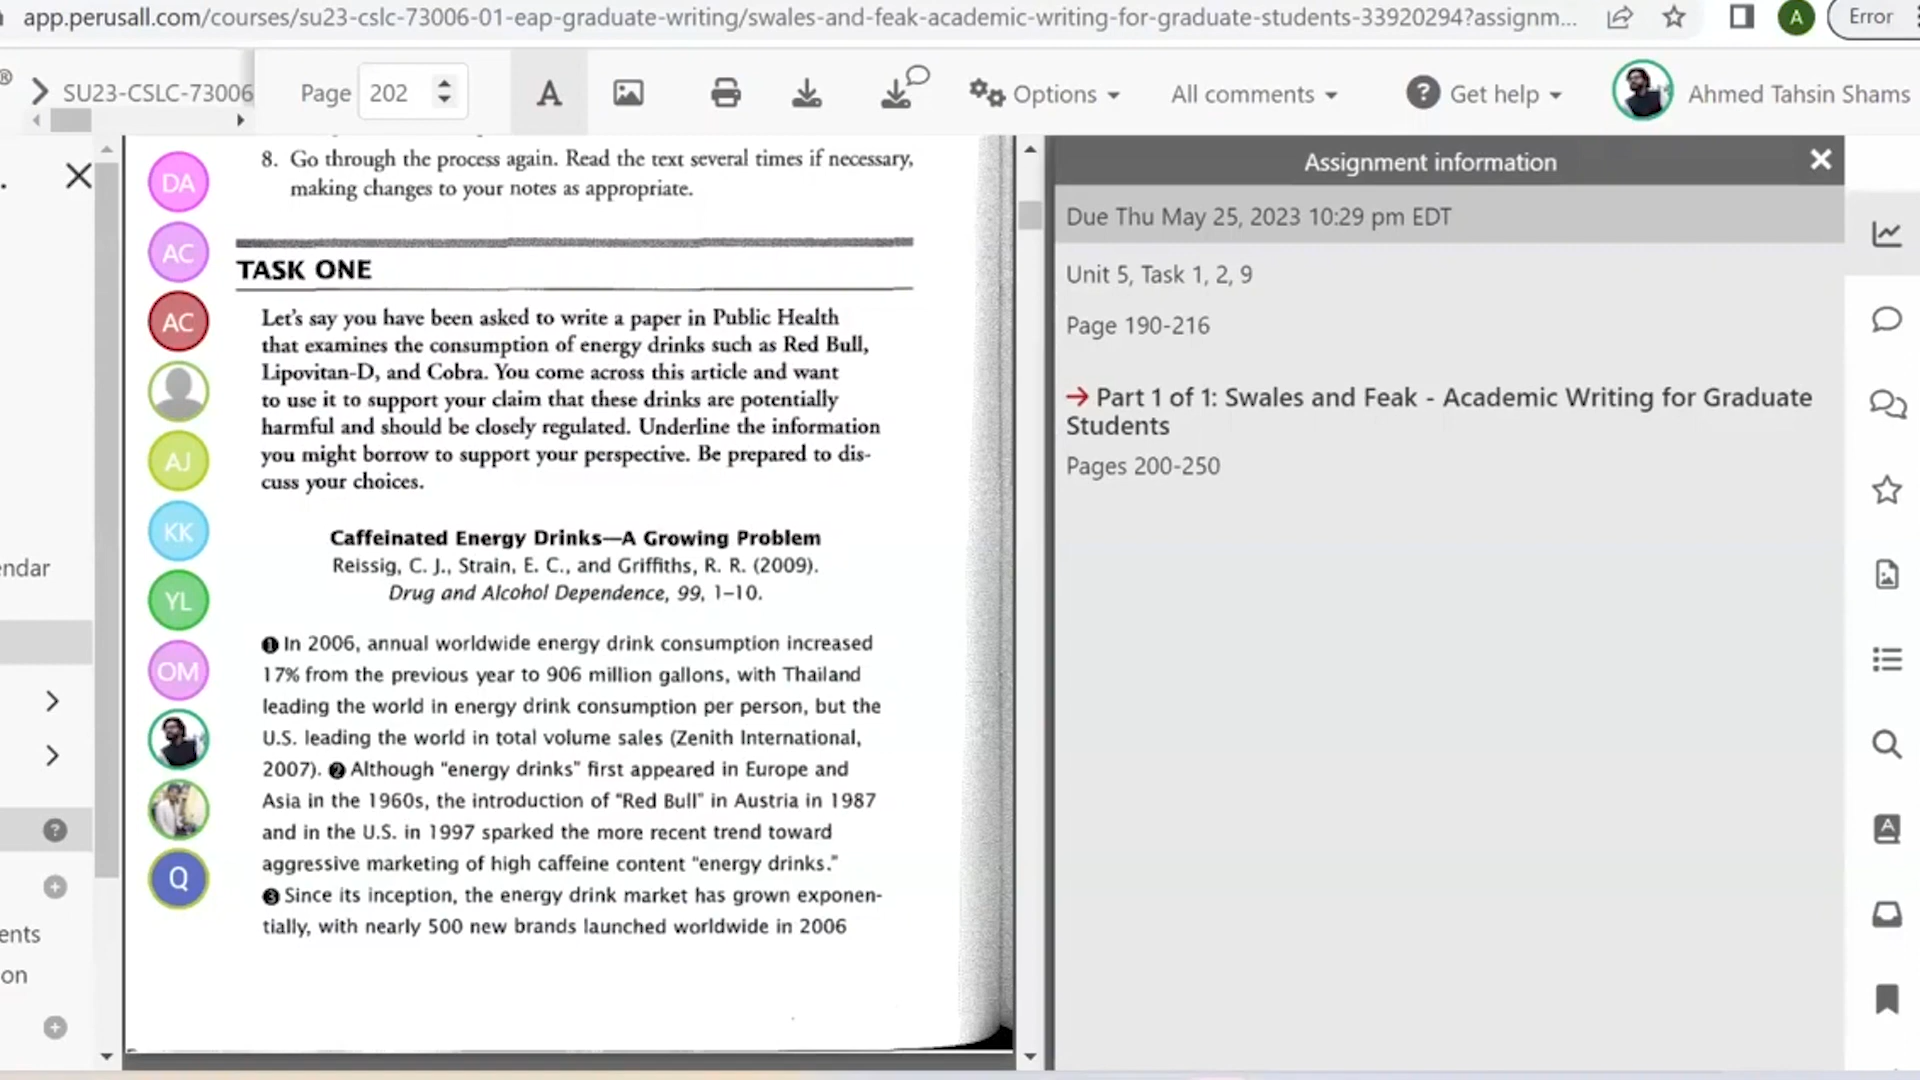 app.perusall.com/courses/su23-cslc-73006-01-eap-graduate-writing/swales-and-feak-academic-writing-for-graduate-students-33920294?assignm...
A
Error
®
SU23-CSLC-73006
Page 202
A
Options
All comments
Get help
Ahmed Tahsin Shams
.
endar
ents
on
DA
AC
AC
AJ
KK
YL
OM
Q
8. Go through the process again. Read the text several times if necessary,
making changes to your notes as appropriate.
TASK ONE
Let's say you have been asked to write a paper in Public Health
that examines the consumption of energy drinks such as Red Bull,
Lipovitan-D, and Cobra. You come across this article and want
to use it to support your claim that these drinks are potentially
harmful and should be closely regulated. Underline the information
you might borrow to support your perspective. Be prepared to dis-
cuss your choices.
Caffeinated Energy Drinks—A Growing Problem
Reissig, C. J., Strain, E. C., and Griffiths, R. R. (2009).
Drug and Alcohol Dependence, 99, 1–10.
❶ In 2006, annual worldwide energy drink consumption increased
17% from the previous year to 906 million gallons, with Thailand
leading the world in energy drink consumption per person, but the
U.S. leading the world in total volume sales (Zenith International,
2007). ❷ Although "energy drinks" first appeared in Europe and
Asia in the 1960s, the introduction of "Red Bull" in Austria in 1987
and in the U.S. in 1997 sparked the more recent trend toward
aggressive marketing of high caffeine content "energy drinks."
❸ Since its inception, the energy drink market has grown exponen-
tially, with nearly 500 new brands launched worldwide in 2006
Assignment information
Due Thu May 25, 2023 10:29 pm EDT
Unit 5, Task 1, 2, 9
Page 190-216
→ Part 1 of 1: Swales and Feak - Academic Writing for Graduate
Students
Pages 200-250